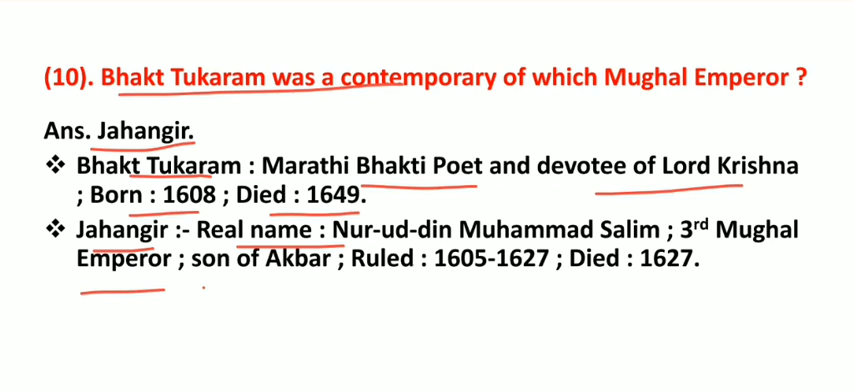 (10). Bhakt Tukaram was a contemporary of which Mughal Emperor ?
Ans. Jahangir.
❖ Bhakt Tukaram : Marathi Bhakti Poet and devotee of Lord Krishna
; Born : 1608 ; Died : 1649.
❖ Jahangir :- Real name : Nur-ud-din Muhammad Salim ; 3rd Mughal
Emperor ; son of Akbar ; Ruled : 1605-1627 ; Died : 1627.